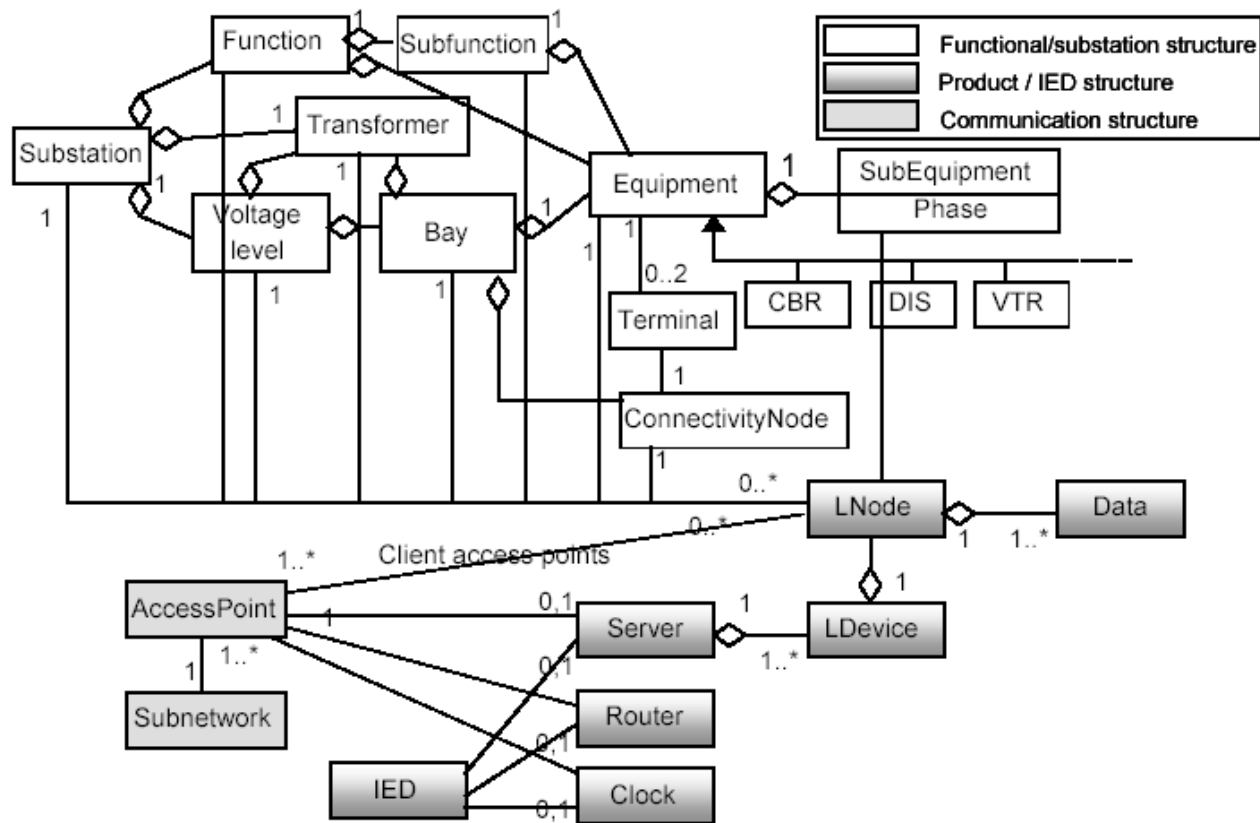 1
1
Function
Subfunction
Functional/substation structure
Product / IED structure
Communication structure
1
Transformer
Substation
1
1
1
1
Equipment
1
SubEquipment
Phase
Voltage
level
Bay
1
1
1
1
1
0..2
CBR
DIS
VTR
Terminal
1
ConnectivityNode
1
0..*
LNode
Data
0..*
1
1..*
1..*
Client access points
AccessPoint
1
0,1
Server
1
1
LDevice
1..*
1..*
0,1
1
Subnetwork
Router
0,1
IED
Clock
0,1